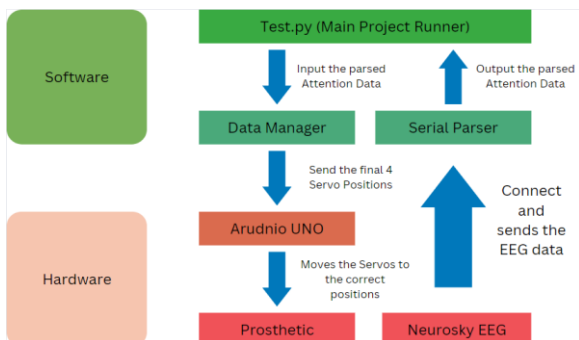 Test.py (Main Project Runner)
Software
Input the parsed
Attention Data
Output the parsed
Attention Data
Data Manager
Serial Parser
Send the final 4
Servo Positions
Connect
and
sends the
EEG data
Arudnio UNO
Hardware
Moves the Servos to
the correct
positions
Prosthetic
Neurosky EEG